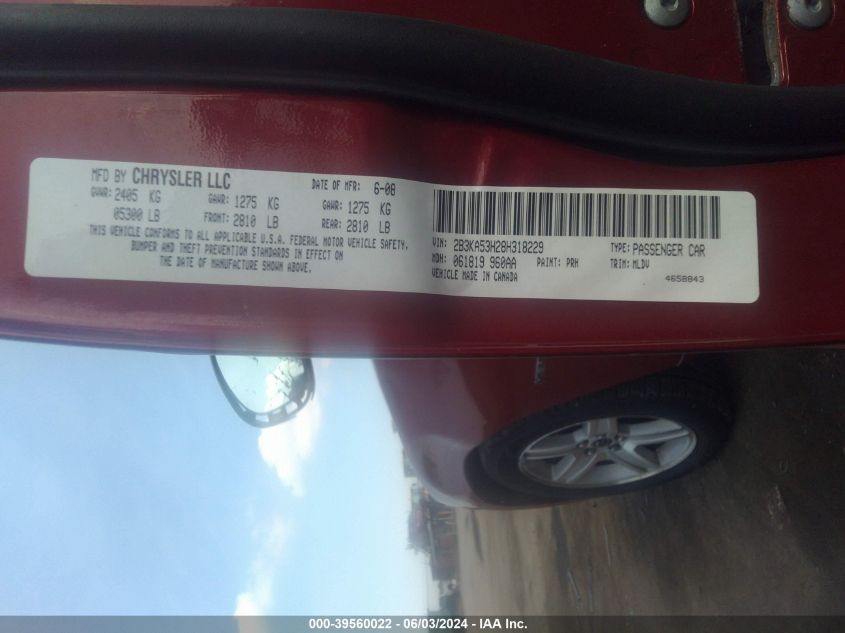 MFD BY CHRYSLER LLC DATE OF MFR: 6-08
GVWR: 2405 KG GAWR: 1275 KG GAWR: 1275 KG
05300 LB FRONT: 2810 LB REAR: 2810 LB
THIS VEHICLE CONFORMS TO ALL APPLICABLE U.S.A. FEDERAL MOTOR VEHICLE SAFETY,
BUMPER AND THEFT PREVENTION STANDARDS IN EFFECT ON
THE DATE OF MANUFACTURE SHOWN ABOVE.
VIN: 2B3KA53H28H318229 TYPE: PASSENGER CAR
MDH: 061819 960AA PAINT: PRH TRIM: MLDV
VEHICLE MADE IN CANADA 4658843
000-39560022 - 06/03/2024 - IAA Inc.